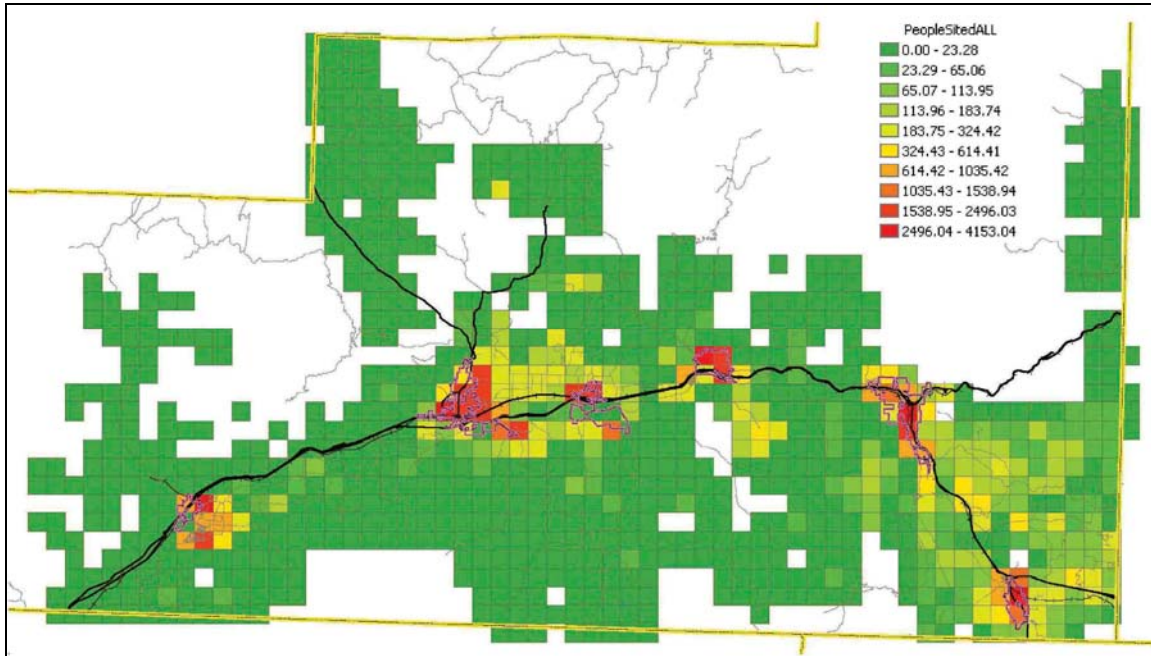 PeopleSitedALL
0.00 - 23.28
23.29 - 65.06
65.07 - 113.95
113.96 - 183.74
183.75 - 324.42
324.43 - 614.41
614.42 - 1035.42
1035.43 - 1538.94
1538.95 - 2496.03
2496.04 - 4153.04